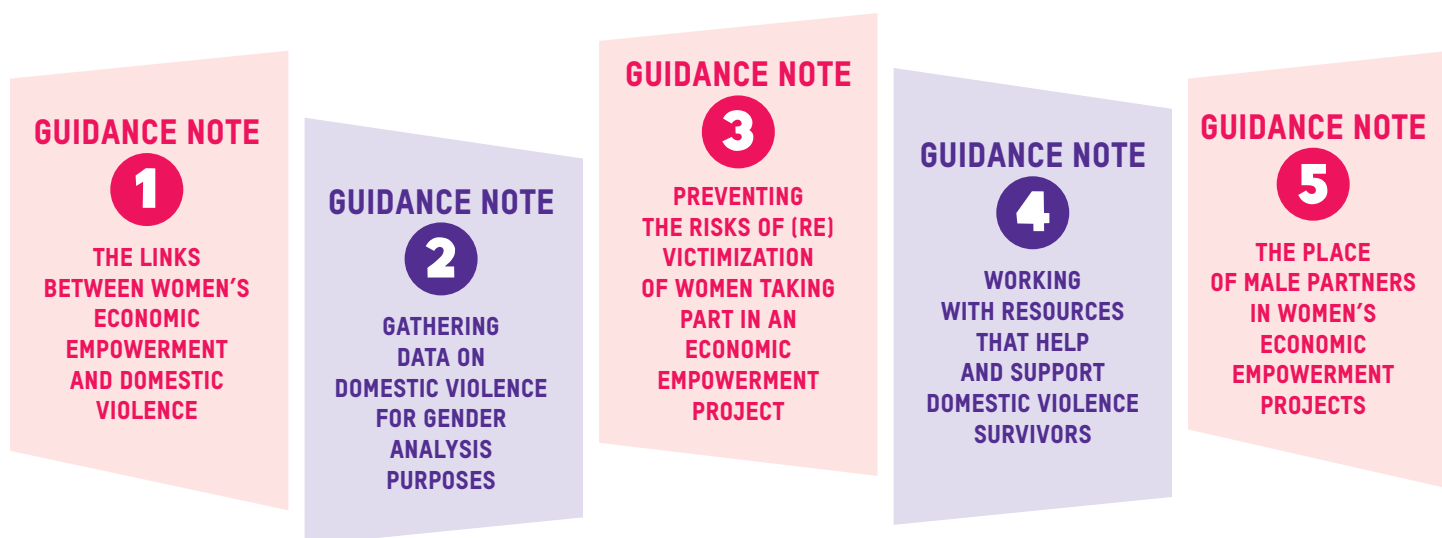 GUIDANCE NOTE
1
THE LINKS
BETWEEN WOMEN'S
ECONOMIC
EMPOWERMENT
AND DOMESTIC
VIOLENCE
GUIDANCE NOTE
2
GATHERING
DATA ON
DOMESTIC VIOLENCE
FOR GENDER
ANALYSIS
PURPOSES
GUIDANCE NOTE
3
PREVENTING
THE RISKS OF (RE)
VICTIMIZATION
OF WOMEN TAKING
PART IN AN
ECONOMIC
EMPOWERMENT
PROJECT
GUIDANCE NOTE
4
WORKING
WITH RESOURCES
THAT HELP
AND SUPPORT
DOMESTIC VIOLENCE
SURVIVORS
GUIDANCE NOTE
5
THE PLACE
OF MALE PARTNERS
IN WOMEN'S
ECONOMIC
EMPOWERMENT
PROJECTS